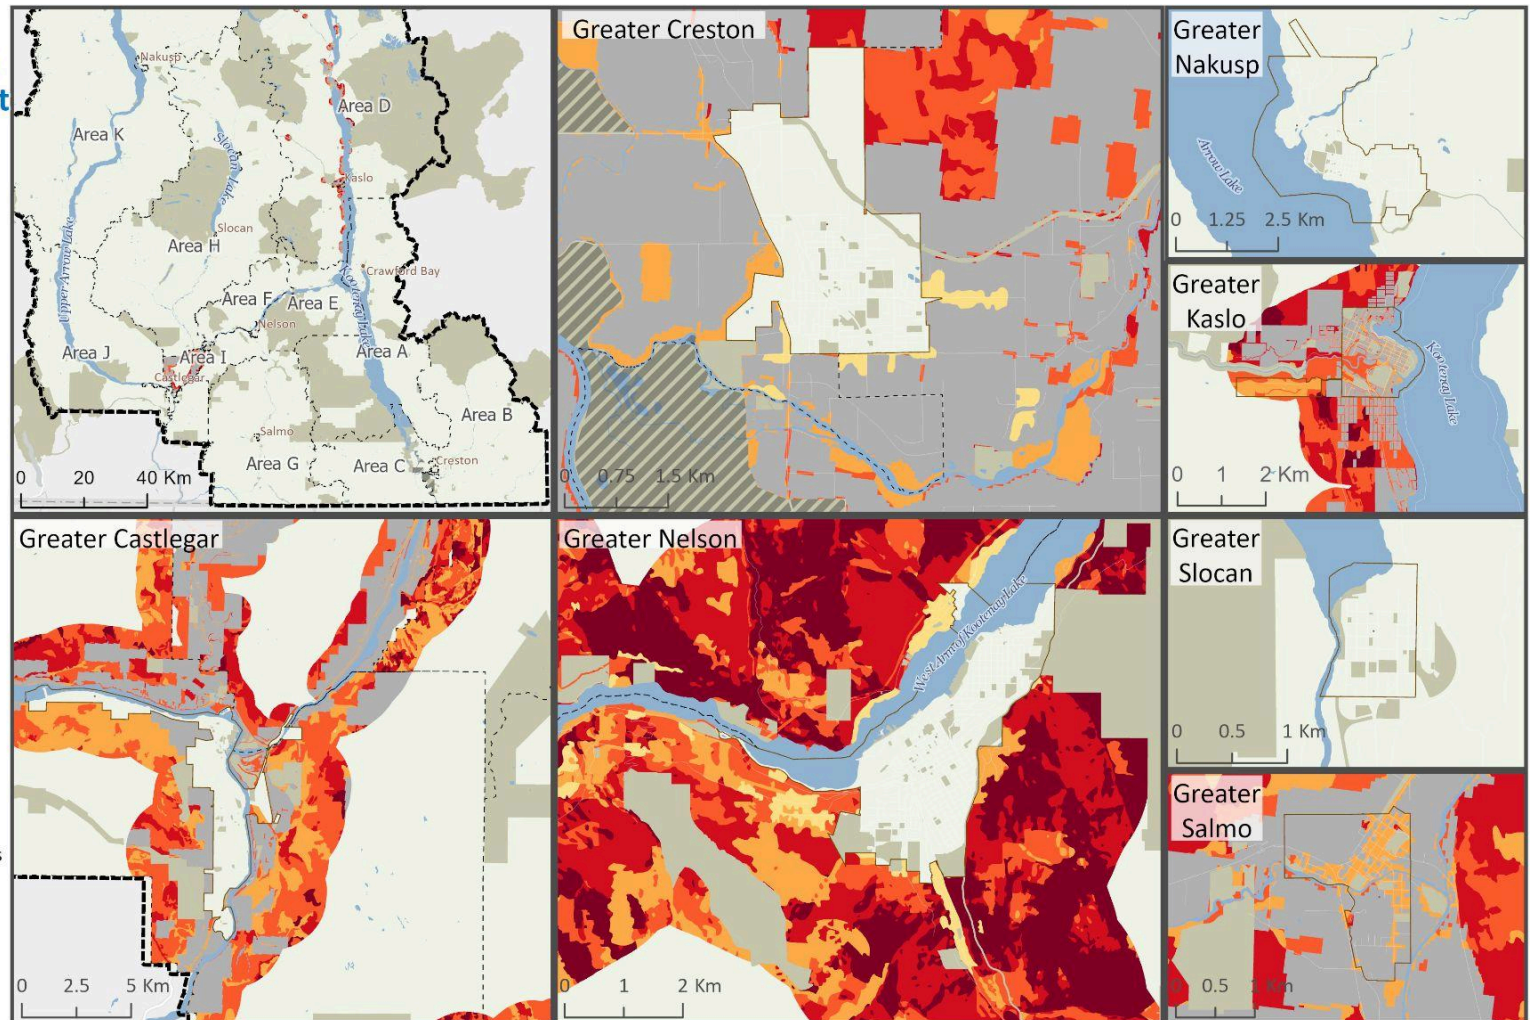 t
Nakusp
Area D
Area K
Slocan Lake
Kaslo
Slocan
Area H
Upper Arrow Lake
Crawford Bay
Area F
Area E
Kootenay Lake
Nelson
Area J
Area I
Area A
Castlegar
Area B
Salmo
Area G
Area C
Creston
0 20 40 Km
Greater Creston
0 0.75 1.5 Km
Greater
Nakusp
Arrow Lake
0 1.25 2.5 Km
Greater
Kaslo
Kootenay Lake
0 1 2 Km
Greater Castlegar
s
0 2.5 5 Km
Greater Nelson
West Arm of Kootenay Lake
0 1 2 Km
Greater
Slocan
0 0.5 1 Km
Greater
Salmo
0 0.5 1 Km